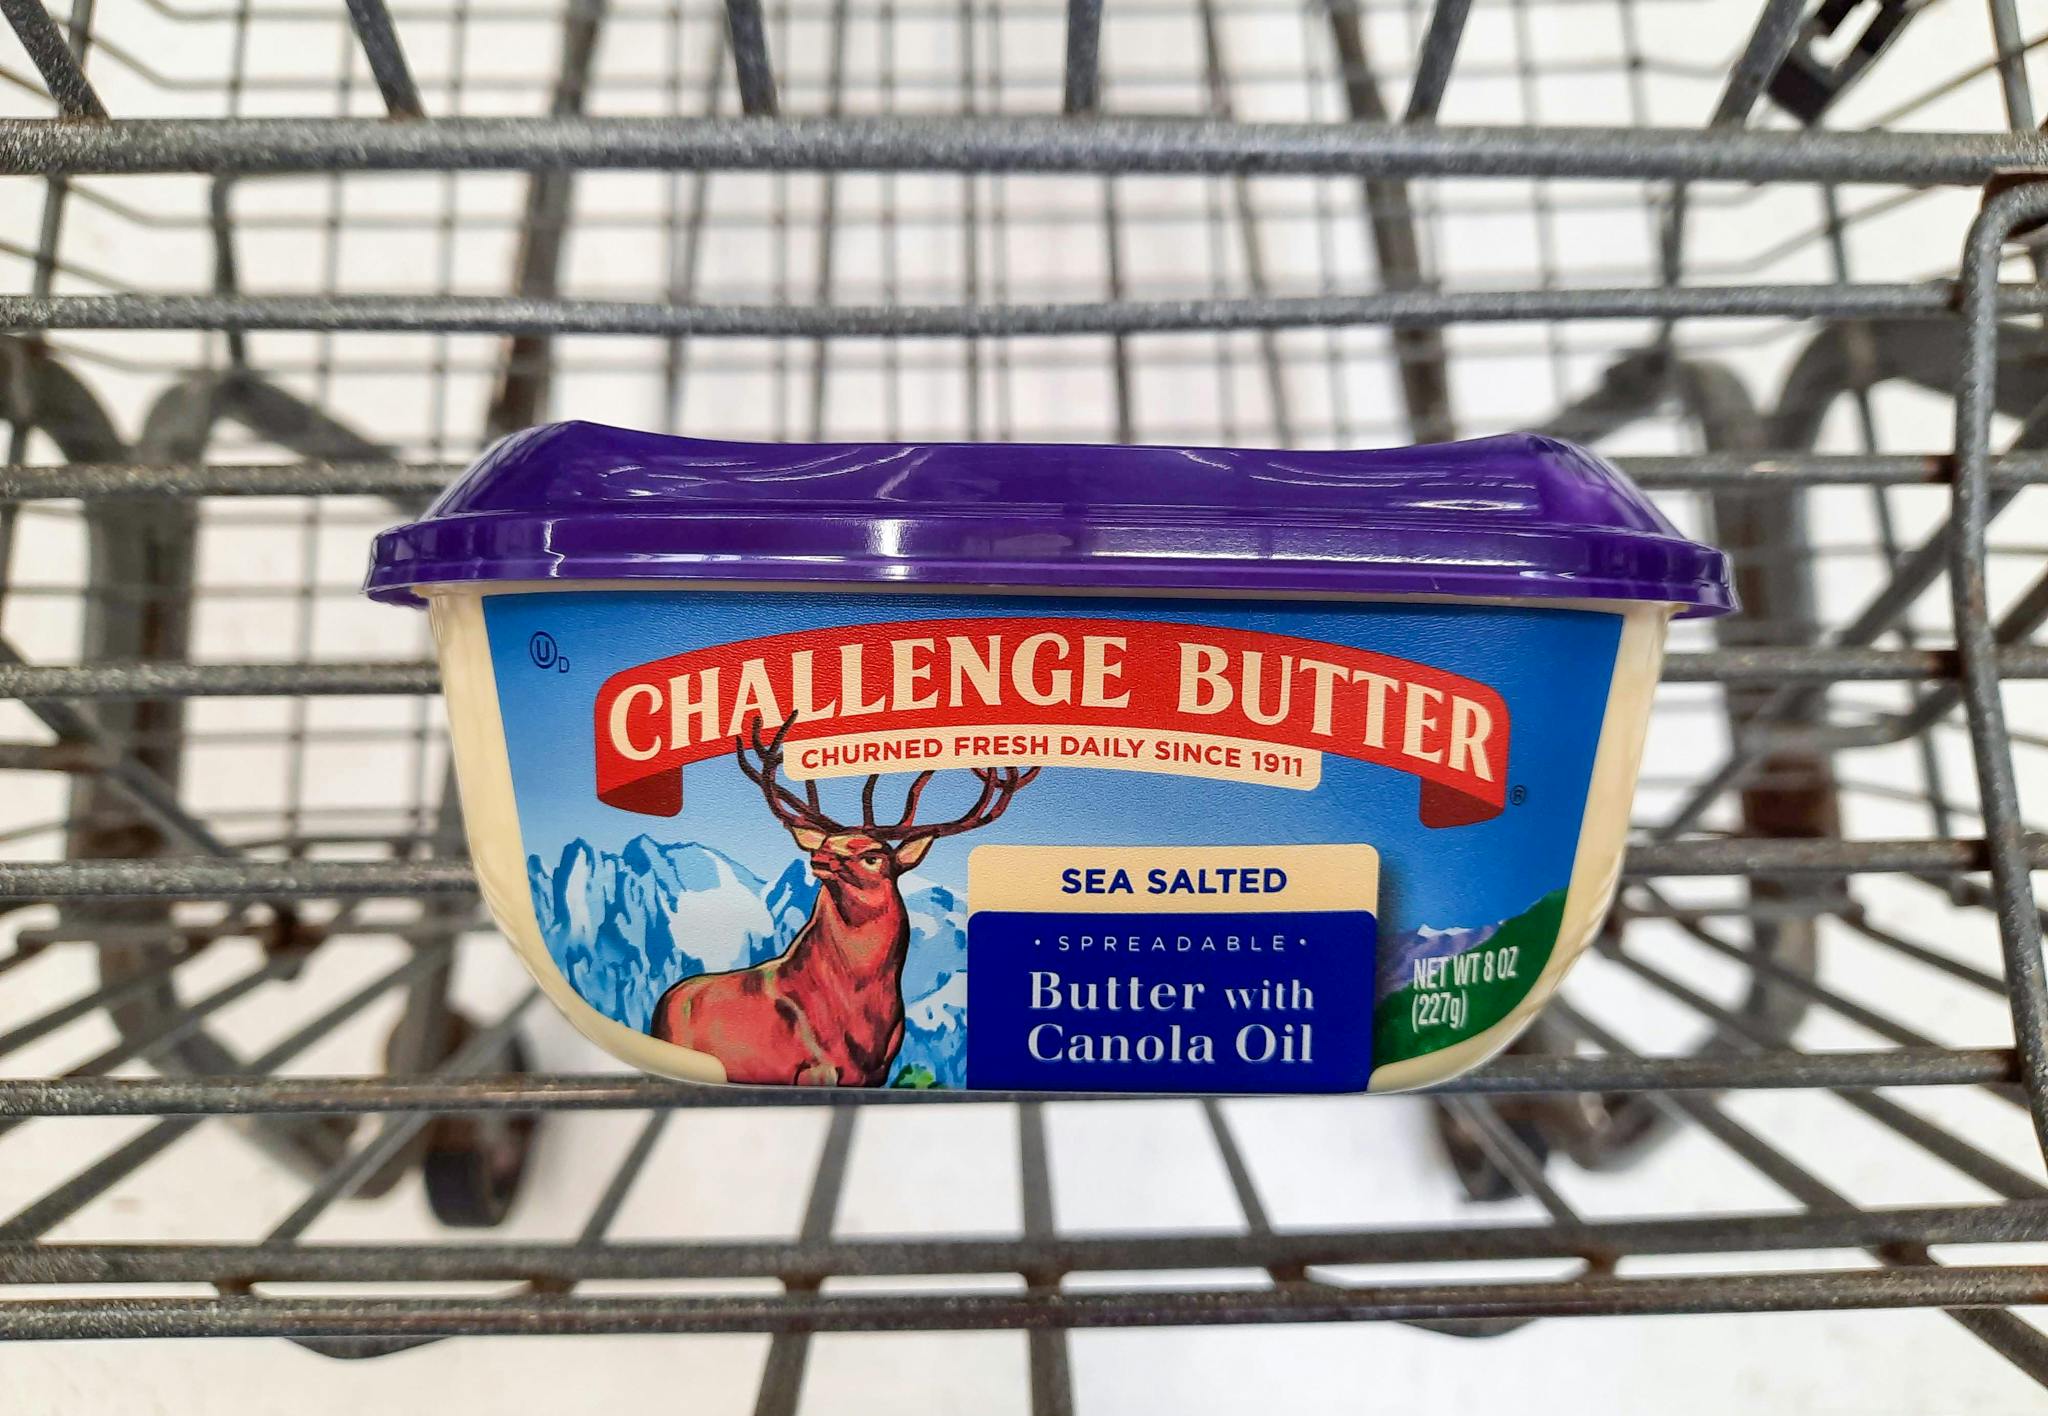 UD
CHALLENGE BUTTER
®
CHURNED FRESH DAILY SINCE 1911
SEA SALTED
• SPREADABLE •
Butter with
Canola Oil
NET WT 8 OZ
(227g)